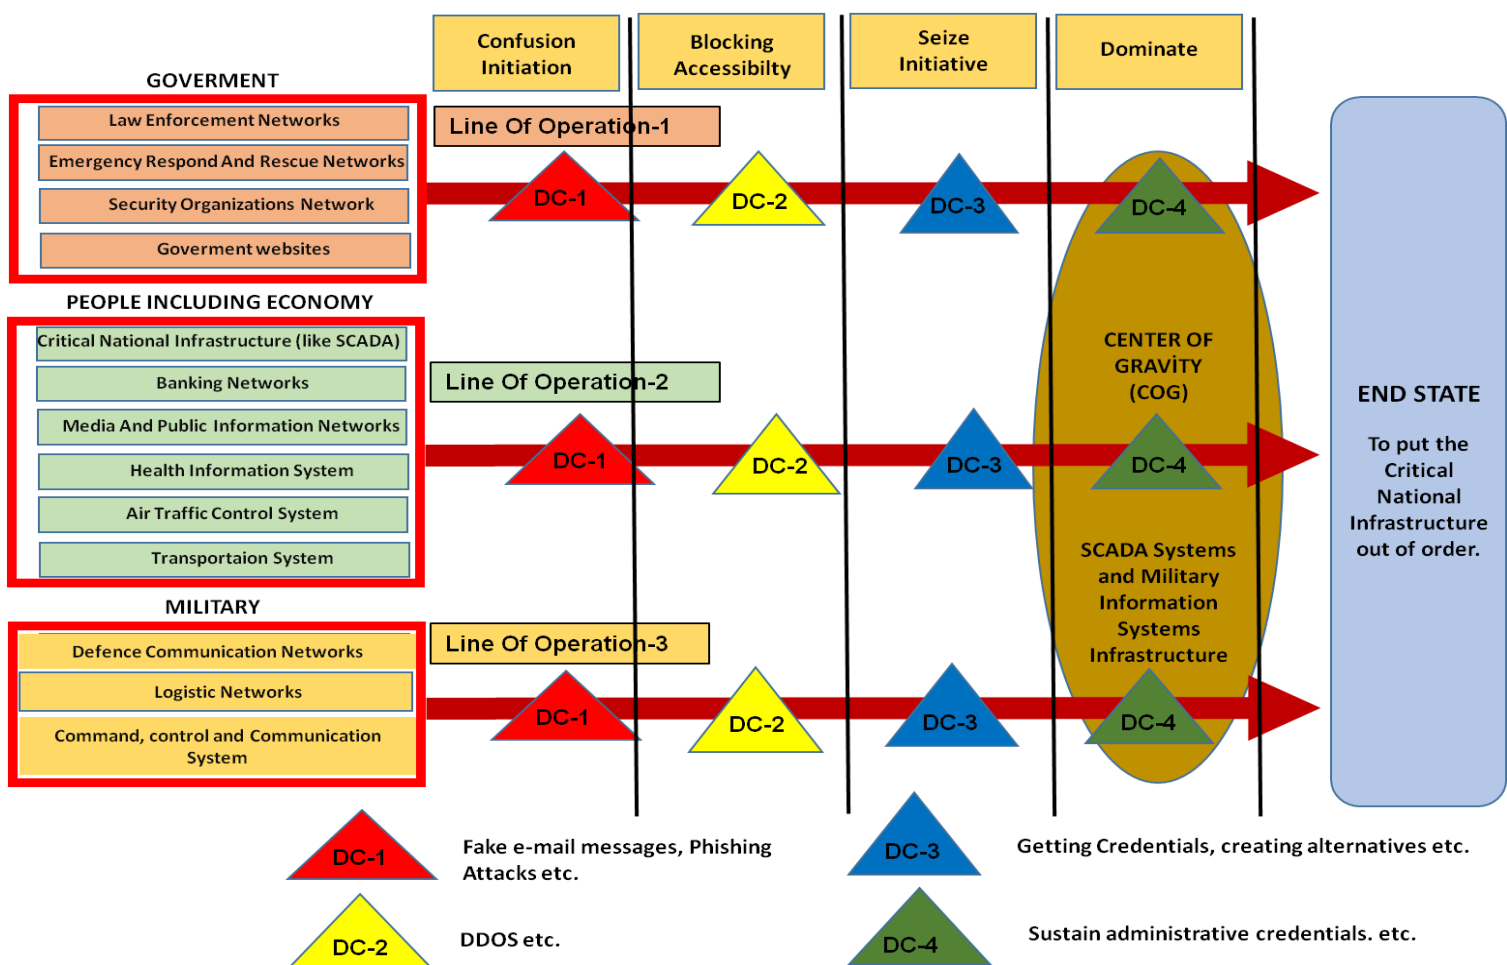 Confusion
Initiation
Blocking
Accessibilty
Seize
Initiative
Dominate
GOVERMENT
Law Enforcement Networks
Emergency Respond And Rescue Networks
Security Organizations Network
Goverment websites
Line Of Operation-1
DC-1
DC-2
DC-3
DC-4
PEOPLE INCLUDING ECONOMY
Critical National Infrastructure (like SCADA)
Banking Networks
Media And Public Information Networks
Health Information System
Air Traffic Control System
Transportaion System
Line Of Operation-2
DC-1
DC-2
DC-3
DC-4
CENTER OF
GRAVİTY
(COG)
SCADA Systems
and Military
Information
Systems
Infrastructure
MILITARY
Defence Communication Networks
Logistic Networks
Command, control and Communication
System
Line Of Operation-3
DC-1
DC-2
DC-3
DC-4
END STATE
To put the
Critical
National
Infrastructure
out of order.
DC-1
Fake e-mail messages, Phishing
Attacks etc.
DC-2
DDOS etc.
DC-3
Getting Credentials, creating alternatives etc.
DC-4
Sustain administrative credentials. etc.